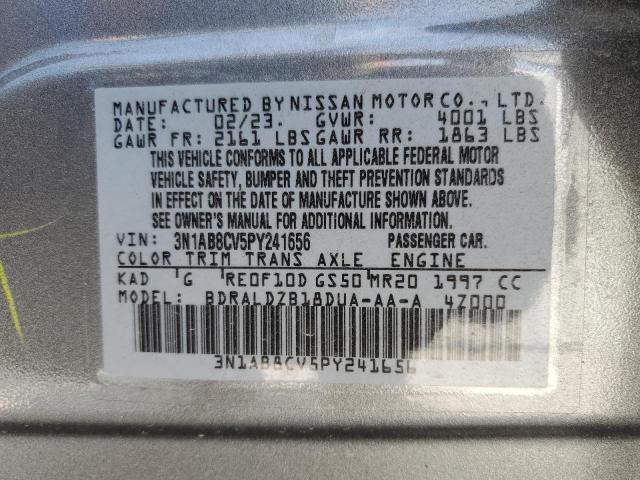 MANUFACTURED BY NISSAN MOTOR CO., LTD.
DATE: 02/23. GVWR: 4001 LBS
GAWR FR: 2161 LBS GAWR RR: 1863 LBS
THIS VEHICLE CONFORMS TO ALL APPLICABLE FEDERAL MOTOR
VEHICLE SAFETY, BUMPER AND THEFT PREVENTION STANDARDS
IN EFFECT ON THE DATE OF MANUFACTURE SHOWN ABOVE.
SEE OWNER'S MANUAL FOR ADDITIONAL INFORMATION.
VIN: 3N1AB8CV5PY241656 PASSENGER CAR.
COLOR TRIM TRANS AXLE ENGINE
KAD G RE0F10D GS50 MR20 1997 CC
MODEL: BDRALDZB18DUA-AA-A 4Z000
3N1AB8CV5PY241656